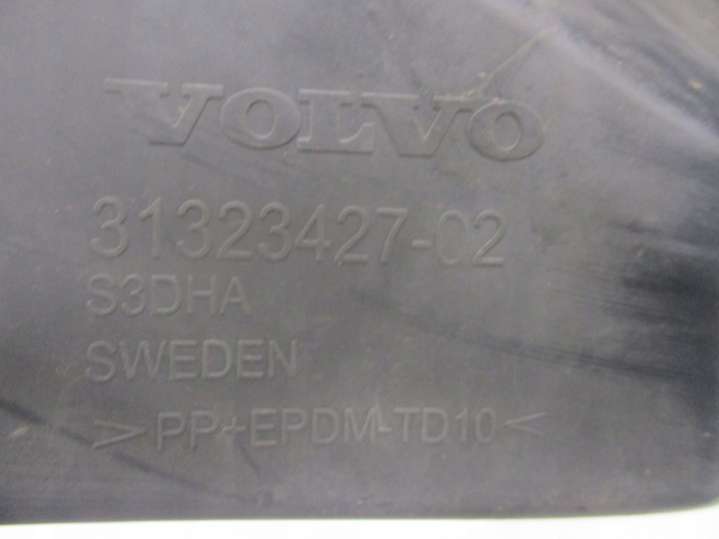 VOLVO
31323427-02
S3DHA
SWEDEN
>PP+EPDM-TD10<